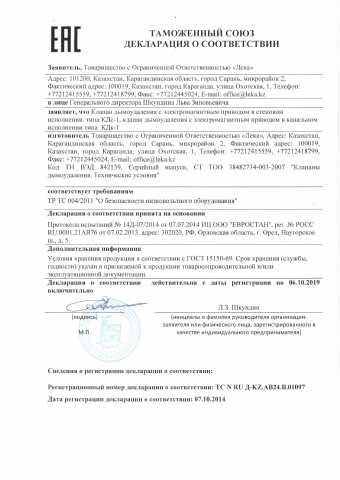 ЕАС
ТАМОЖЕННЫЙ СОЮЗ
ДЕКЛАРАЦИЯ О СООТВЕТСТВИИ
Заявитель, Товарищество с Ограниченной Ответственностью «Лека»
Адрес: 101200, Казахстан, Карагандинская область, город Сарань, микрорайон 2,
Фактический адрес: 100019, Казахстан, город Караганда, улица Охотская, 1, Телефон:
+77212415559, +77212418799, Факс: +77212445024, E-mail: office@leka.kz
в лице Генерального директора Шкундина Льва Зиновьевича
заявляет, что Клапан дымоудаления с электромагнитным приводом в стеновом
исполнении: типа КДс-1, клапан дымоудаления с электромагнитным приводом в канальном
исполнении типа: КДк-1
изготовитель Товарищество с Ограниченной Ответственностью «Лека», Адрес: Казахстан,
Карагандинская область, город Сарань, микрорайон 2, Фактический адрес: 100019,
Казахстан, город Караганда, улица Охотская, 1, Телефон: +77212415559, +77212418799,
Факс: +77212445024, E-mail: office@leka.kz
Код ТН ВЭД 842139, Серийный выпуск, СТ ТОО 38482734-003-2007 "Клапаны
дымоудаления. Технические условия"
соответствует требованиям
ТР ТС 004/2011 "О безопасности низковольтного оборудования"
Декларация о соответствии принята на основании
Протокола испытаний № 14Д-07/2014 от 07.07.2014 ИЦ ООО "ЕВРОСТАН", рег. № РОСС
RU.0001.21АВ76 от 07.02.2013, адрес: 302020, РФ, Орловская область, г. Орел, Наугорское
ш., д. 5;
Дополнительная информация
Условия хранения продукции в соответствии с ГОСТ 15150-69. Срок хранения (службы,
годности) указан в прилагаемой к продукции товаросопроводительной и/или
эксплуатационной документации.
Декларация о соответствии действительна с даты регистрации по 06.10.2019
включительно
Л.З. Шкундин
(подпись)
М.П.
(инициалы и фамилия руководителя организации-
заявителя или физического лица, зарегистрированного в
качестве индивидуального предпринимателя)
Сведения о регистрации декларации о соответствии:
Регистрационный номер декларации о соответствии: ТС N RU Д-KZ.АВ24.В.01097
Дата регистрации декларации о соответствии: 07.10.2014